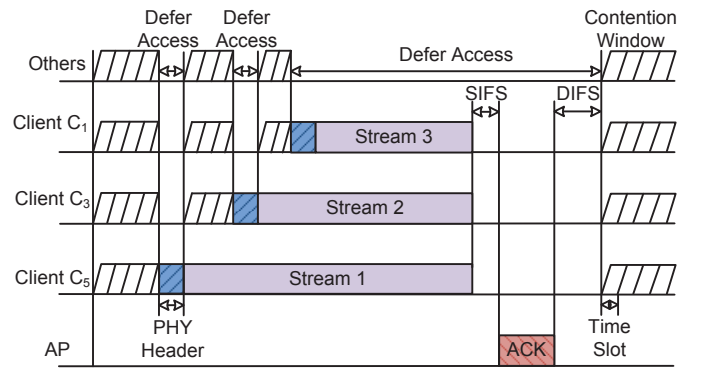 Defer Access
Defer Access
Contention Window
Others
Defer Access
SIFS
DIFS
Client C1
Stream 3
Client C3
Stream 2
Client C5
Stream 1
PHY Header
Time Slot
AP
ACK